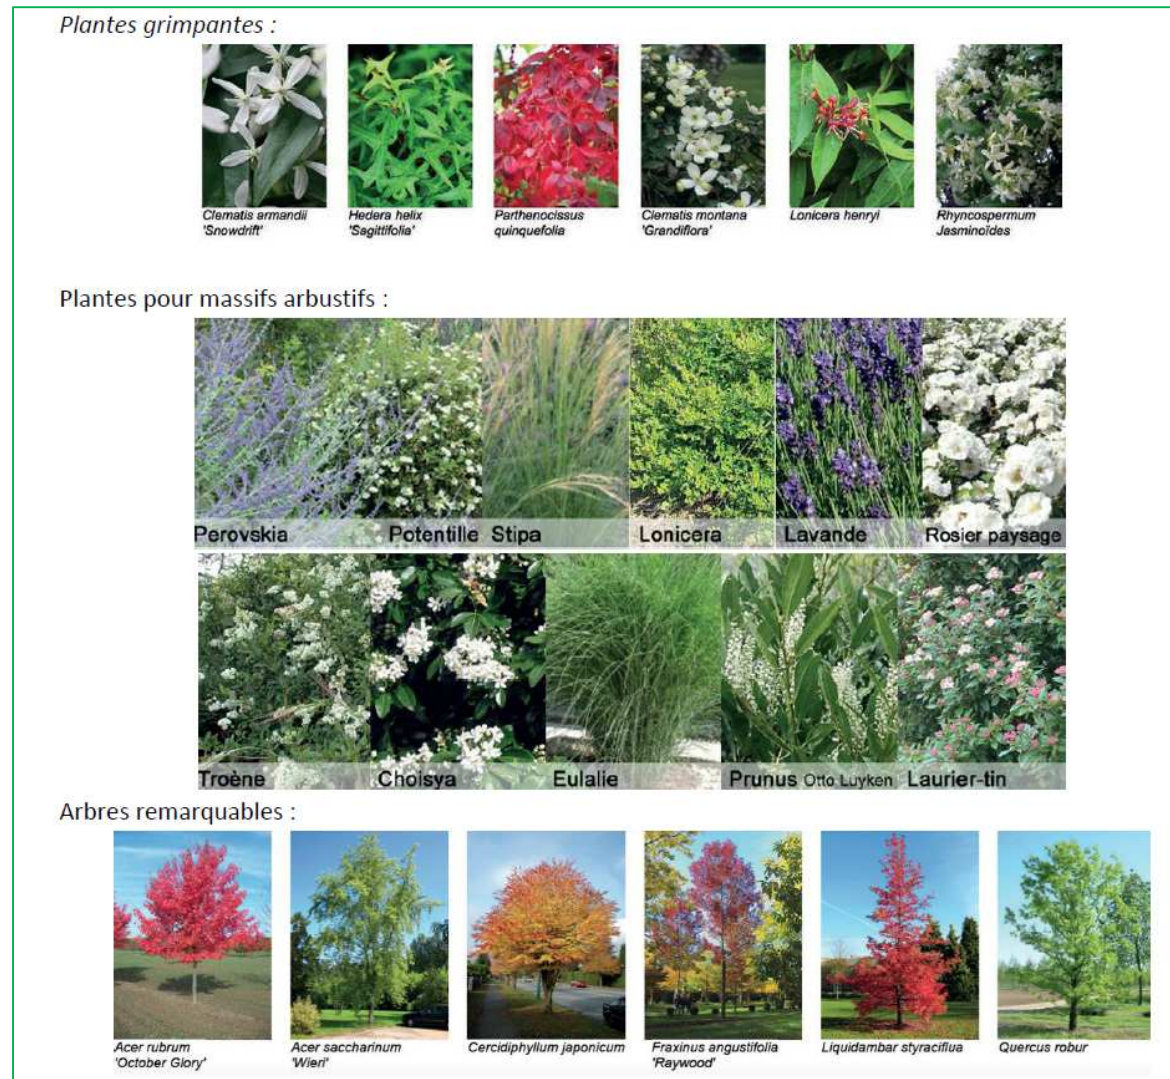 Plantes grimpantes :
Clematis armandii
'Snowdrift'
Hedera helix
'Sagittifolia'
Parthenocissus
quinquefolia
Clematis montana
'Grandiflora'
Lonicera henryi
Rhyncospermum
Jasminoïdes
Plantes pour massifs arbustifs :
Perovskia
Potentille
Stipa
Lonicera
Lavande
Rosier paysage
Troène
Choisya
Eulalie
Prunus Otto Luyken
Laurier-tin
Arbres remarquables :
Acer rubrum
'October Glory'
Acer saccharinum
'Wieri'
Cercidiphyllum japonicum
Fraxinus angustifolia
'Raywood'
Liquidambar styraciflua
Quercus robur